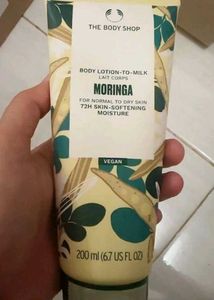 THE BODY SHOP
BODY LOTION-TO-MILK
LAIT CORPS
MORINGA
FOR NORMAL TO DRY SKIN
72H SKIN-SOFTENING
MOISTURE
VEGAN
200 ml (6.7 US FL OZ)